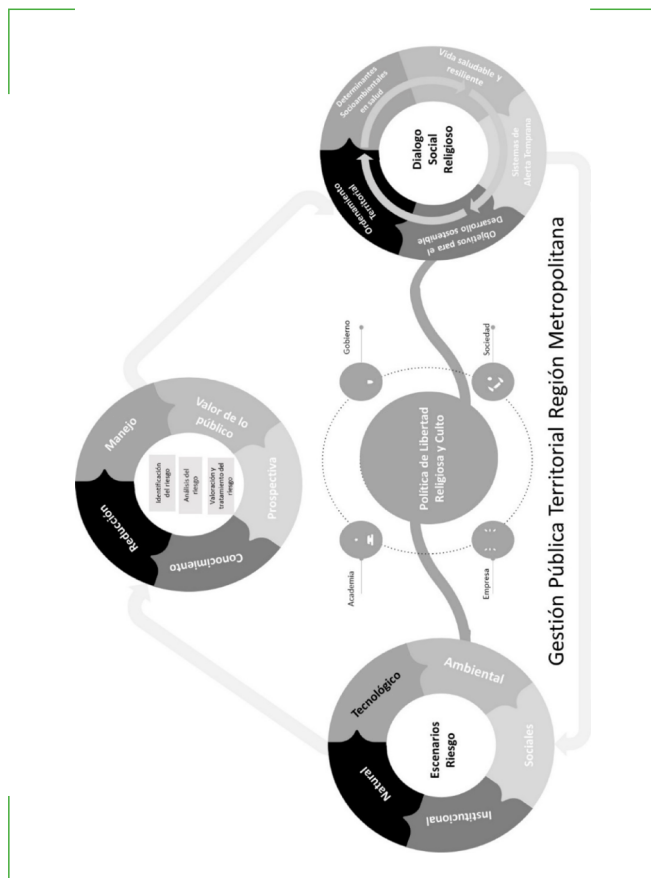 Manejo
Valor de lo
público
Prospectiva
Conocimiento
Reducción
Identificación
del riesgo
Análisis del
riesgo
Valoración y
tratamiento del
riesgo
Tecnológico
Ambiental
Sociales
Institucional
Natural
Escenarios
Riesgo
Academia
Gobierno
Política de Libertad
Religiosa y Culto
Empresa
Sociedad
Determinantes
Socioambientales
en salud
Vida saludable y
resiliente
Sistemas de
Alerta Temprana
Objetivos para el
Desarrollo sostenible
Ordenamiento
Territorial
Dialogo
Social
Religioso
Gestión Pública Territorial Región Metropolitana